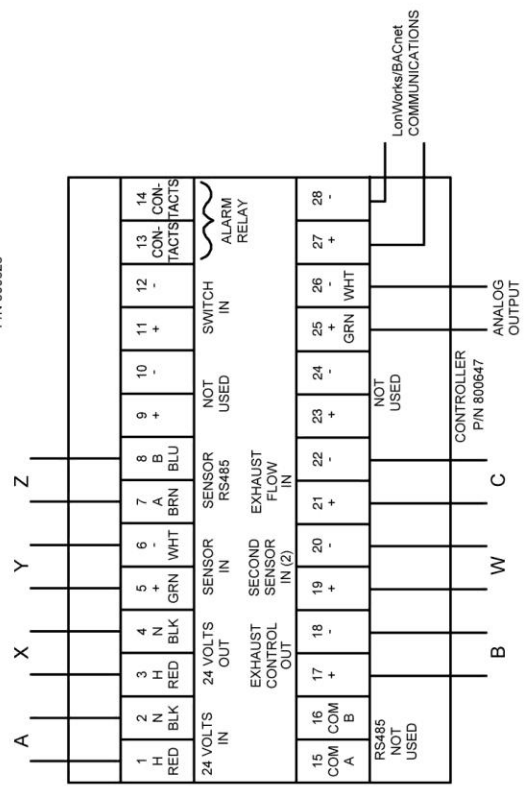 A X Y Z
1 2 3 4 5 6 7 8 9 10 11 12 13 14
H N H N + - A B + - + - CON- CON-
RED BLK RED BLK GRN WHT BRN BLU TACTS TACTS
24 VOLTS
IN
24 VOLTS
OUT
SENSOR
IN
SENSOR
RS485
NOT
USED
SWITCH
IN
ALARM
RELAY
EXHAUST
CONTROL
OUT
SECOND
SENSOR
IN (2)
EXHAUST
FLOW
IN
15 16 17 18 19 20 21 22 23 24 25 26 27 28
COM COM + - + - + - + - + - + -
A B GRN WHT
RS485
NOT
USED
NOT
USED
CONTROLLER
P/N 800647
B W C
ANALOG
OUTPUT
LonWorks/BACnet
COMMUNICATIONS